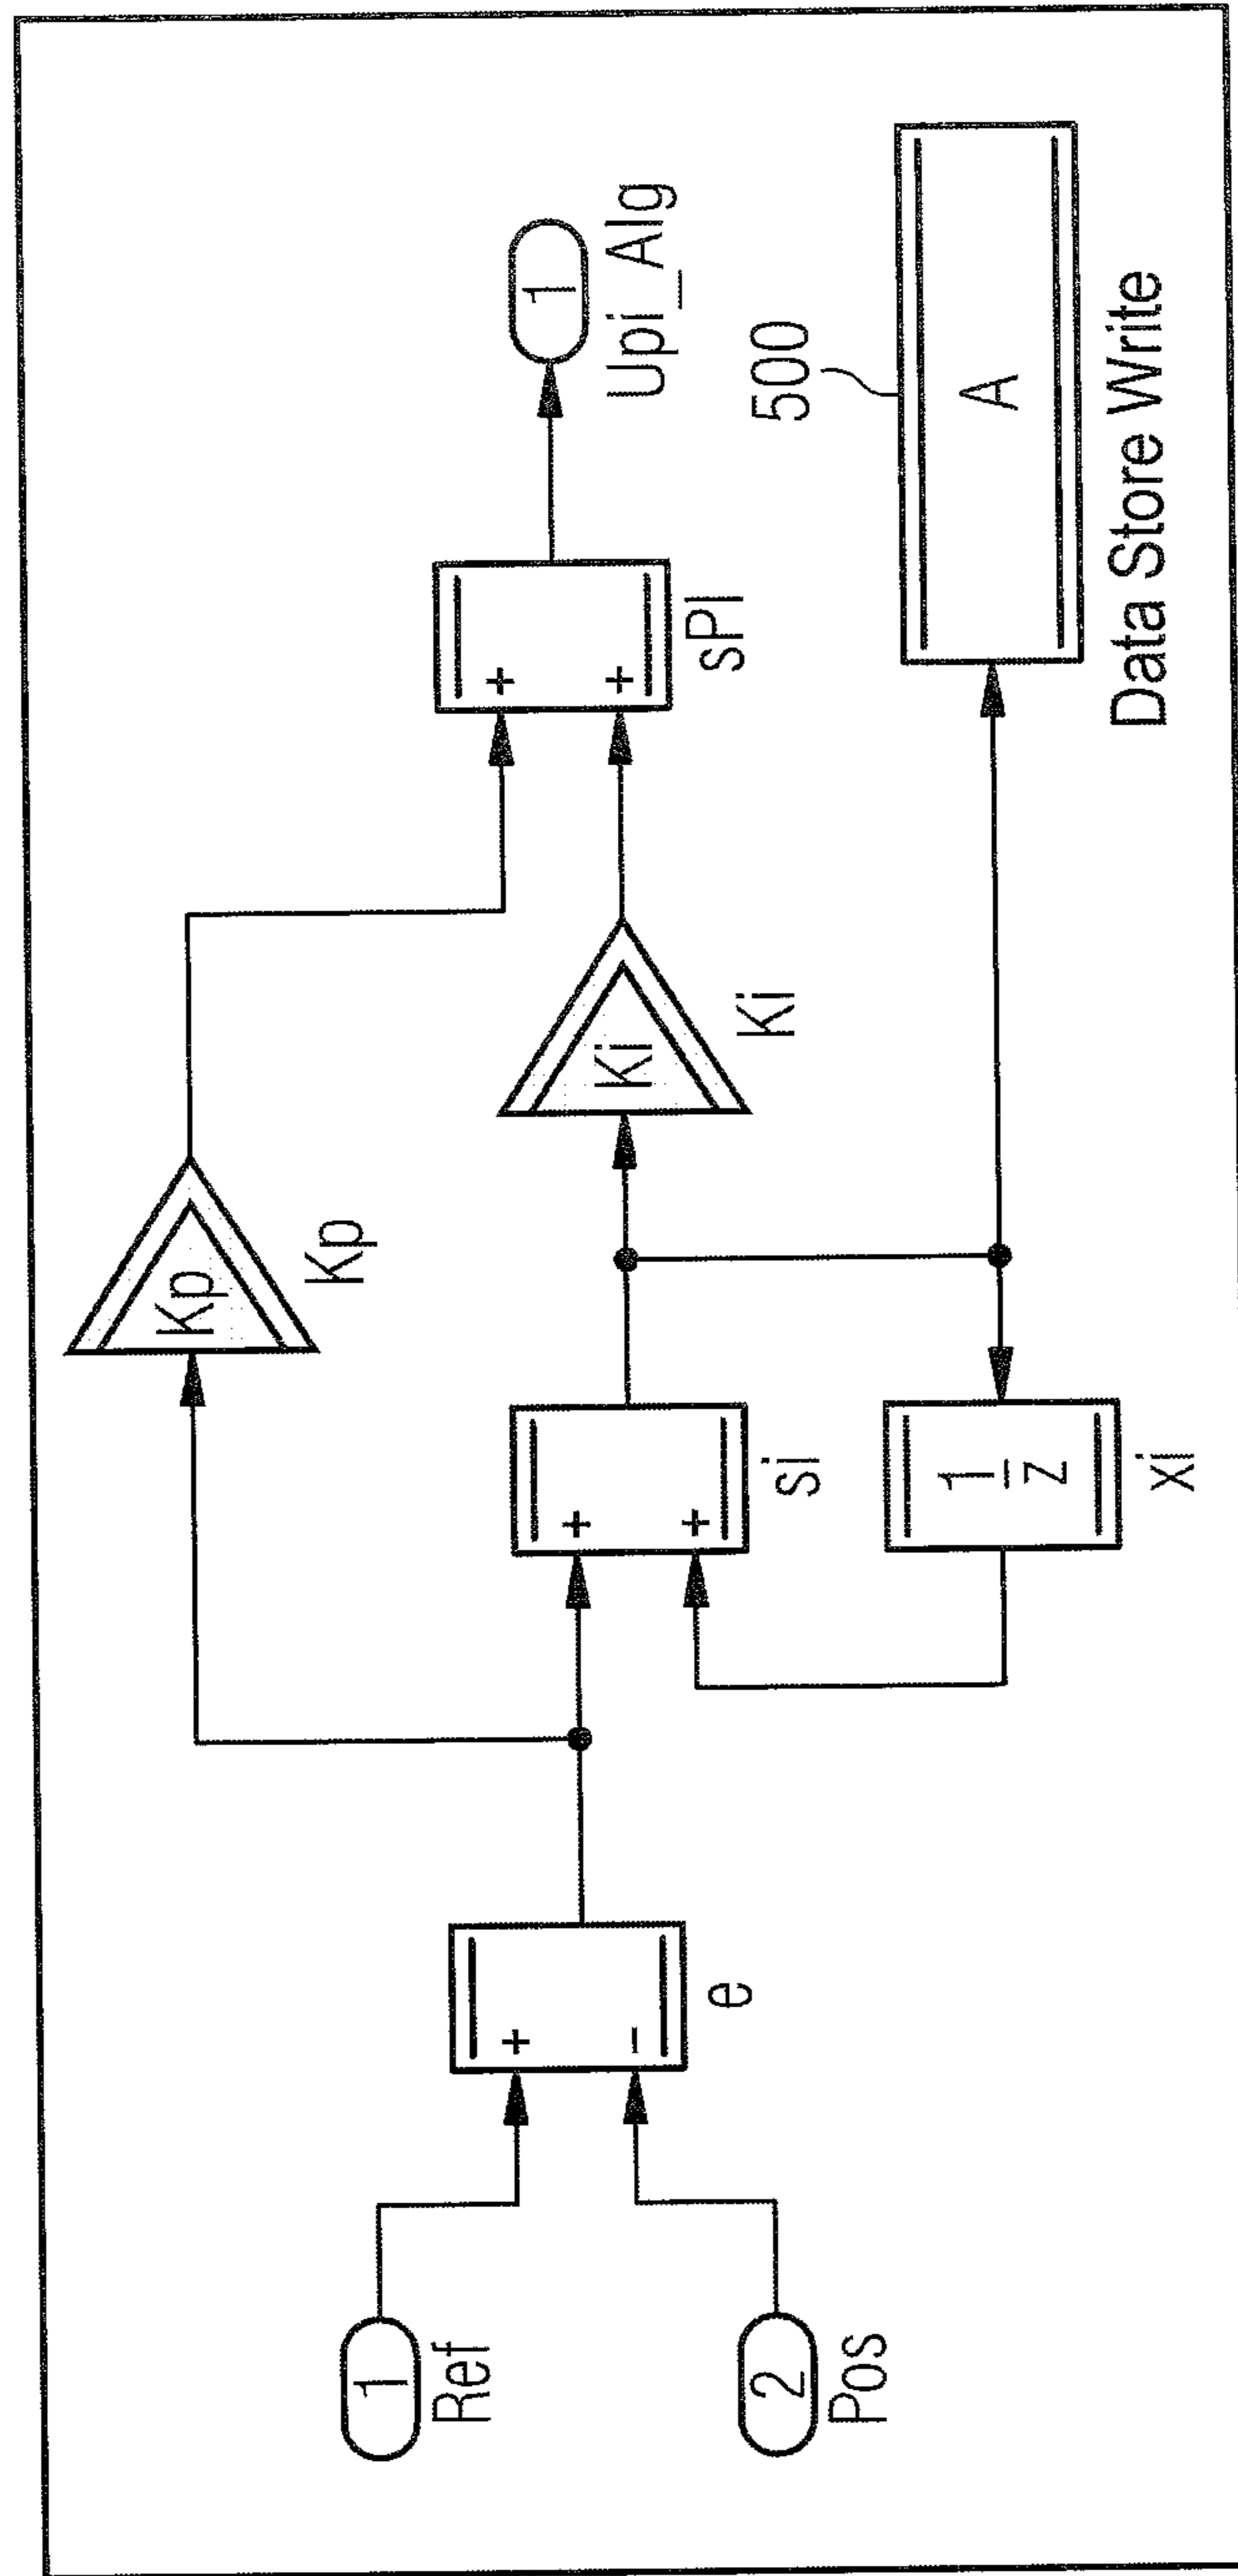 1
Ref
2
Pos
+
-
e
Kp
Kp
+
+
si
1
z
xi
Ki
Ki
+
+
sPI
1
Upi_Alg
500
A
Data Store Write